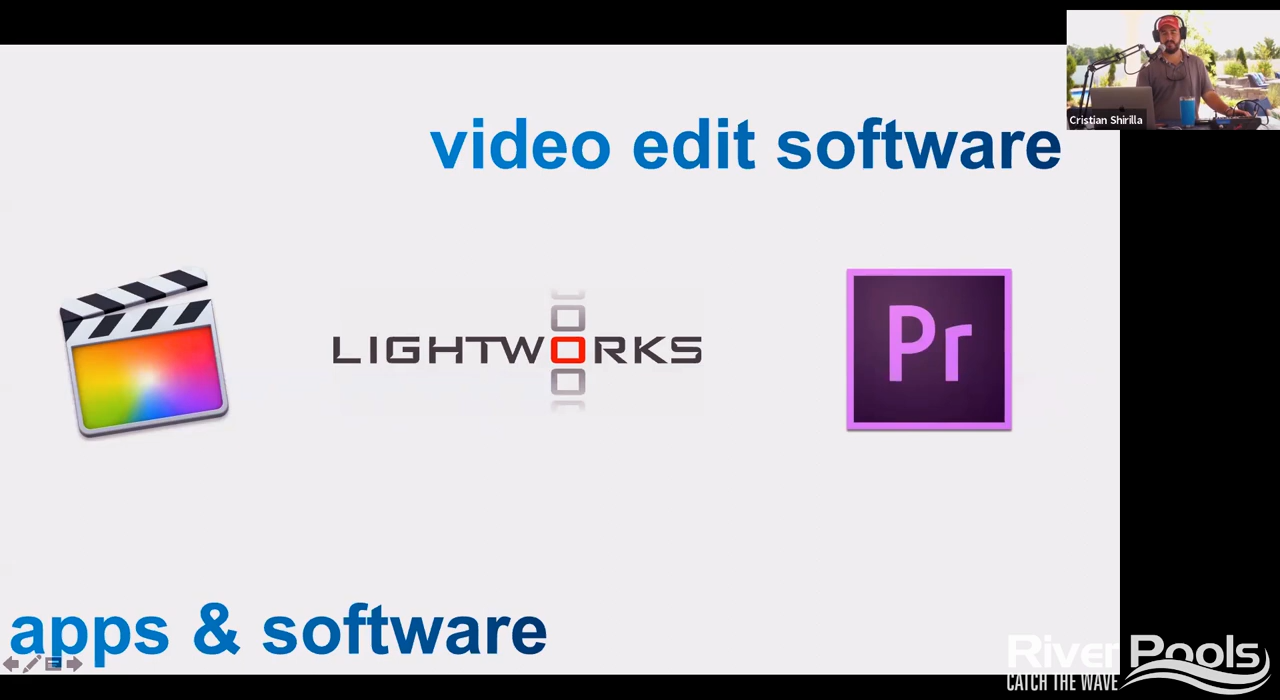 Cristian Shirilla
video edit software
LIGHTWORKS
Pr
apps & software
River Pools
CATCH THE WAVE